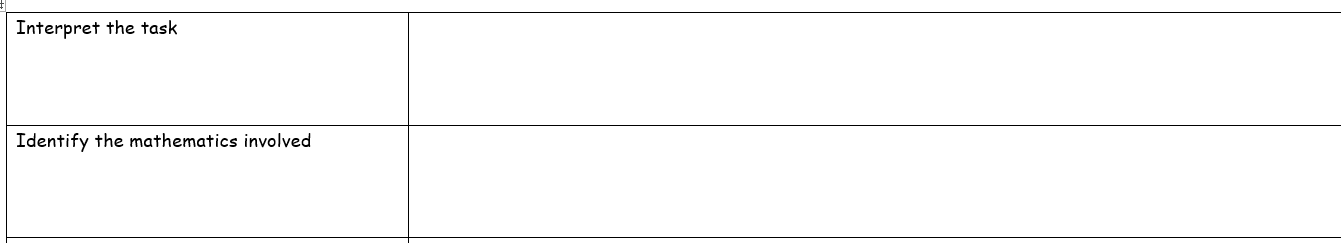 Interpret the task
Identify the mathematics involved